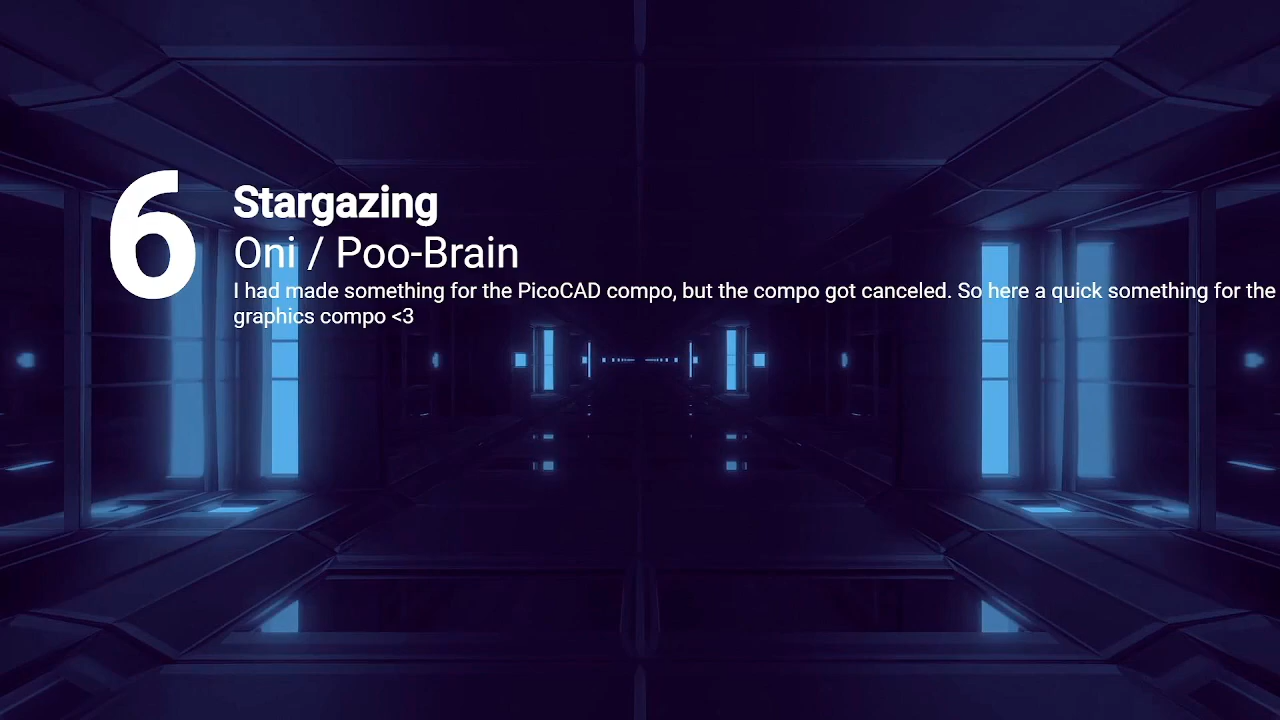 6
Stargazing
Oni / Poo-Brain
I had made something for the PicoCAD compo, but the compo got canceled. So here a quick something for the
graphics compo <3